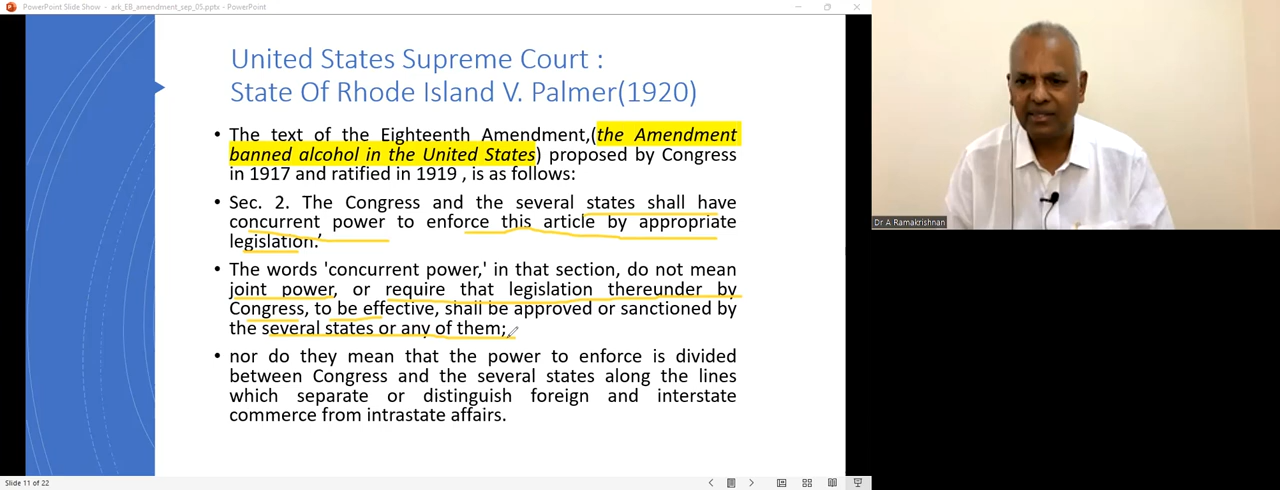 PowerPoint Slide Show - ark_EB_amendment_sep_05.pptx - PowerPoint
United States Supreme Court :
State Of Rhode Island V. Palmer(1920)
• The text of the Eighteenth Amendment,(the Amendment
banned alcohol in the United States) proposed by Congress
in 1917 and ratified in 1919 , is as follows:
• Sec. 2. The Congress and the several states shall have
concurrent power to enforce this article by appropriate
legislation.'
• The words 'concurrent power,' in that section, do not mean
joint power, or require that legislation thereunder by
Congress, to be effective, shall be approved or sanctioned by
the several states or any of them;
• nor do they mean that the power to enforce is divided
between Congress and the several states along the lines
which separate or distinguish foreign and interstate
commerce from intrastate affairs.
Dr A Ramakrishnan
Slide 11 of 22